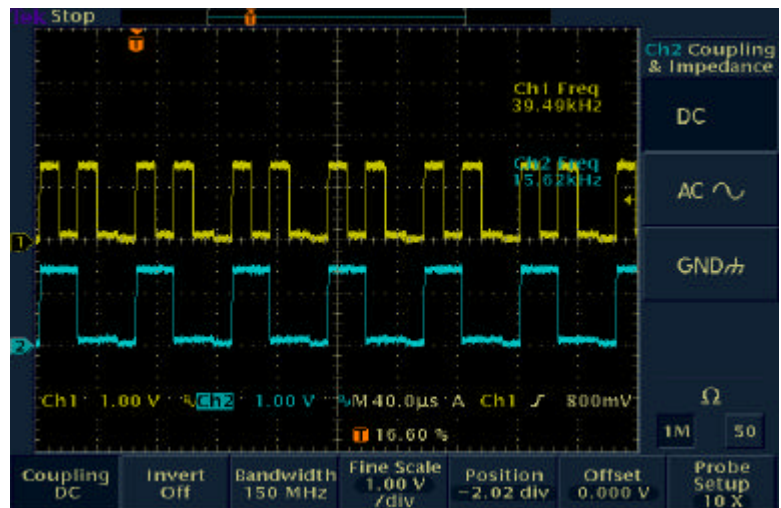 Tek Stop
Ch2 Coupling
& Impedance
Ch1 Freq
39.49kHz
DC
Ch2 Freq
15.62kHz
AC
1
GND
2
Ch1 1.00 V Ch2 1.00 V M 40.0µs A Ch1 800mV
Ω
16.60 %
1M 50
Coupling
DC
Invert
Off
Bandwidth
150 MHz
Fine Scale
1.00 V
/div
Position
-2.02 div
Offset
0.000 V
Probe
Setup
10 X